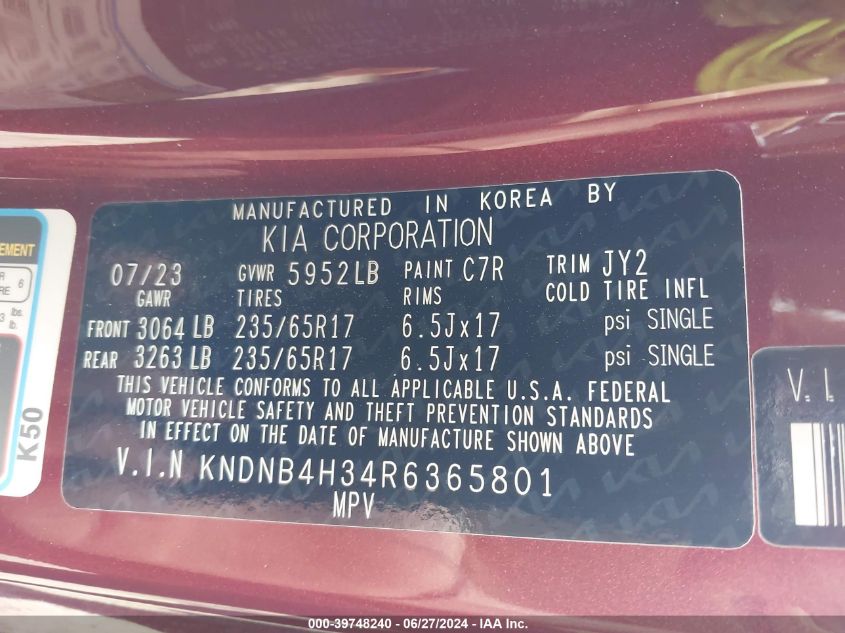 MANUFACTURED IN KOREA BY
KIA CORPORATION
07/23 GVWR 5952LB PAINT C7R TRIM JY2
GAWR TIRES RIMS COLD TIRE INFL
FRONT 3064 LB 235/65R17 6.5Jx17 psi SINGLE
REAR 3263 LB 235/65R17 6.5Jx17 psi SINGLE
THIS VEHICLE CONFORMS TO ALL APPLICABLE U.S.A. FEDERAL
MOTOR VEHICLE SAFETY AND THEFT PREVENTION STANDARDS
IN EFFECT ON THE DATE OF MANUFACTURE SHOWN ABOVE
V.I.N KNDNB4H34R6365801
MPV
K50
V. I.
000-39748240 - 06/27/2024 - IAA Inc.